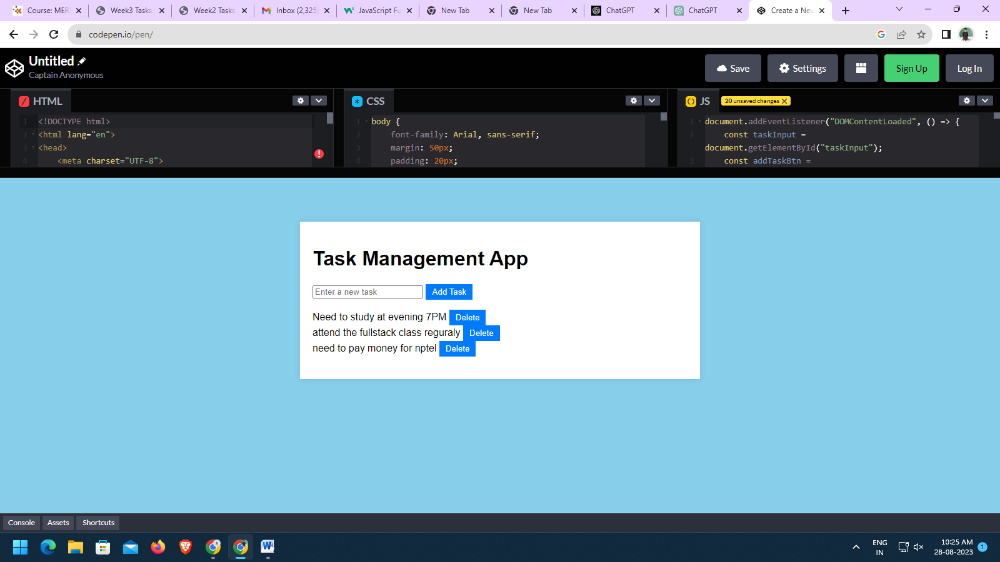 Course: MER
Week3 Tasks.
Week2 Tasks
Inbox (2,325)
JavaScript Fu
New Tab
New Tab
ChatGPT
ChatGPT
Create a New
codepen.io/pen/
Untitled
Captain Anonymous
Save
Settings
Sign Up
Log In
HTML
1 <!DOCTYPE html>
2 <html lang="en">
3 <head>
4 <meta charset="UTF-8">
CSS
1 body {
2 font-family: Arial, sans-serif;
3 margin: 50px;
4 padding: 20px;
JS
20 unsaved changes
1 document.addEventListener("DOMContentLoaded", () => {
2 const taskInput =
document.getElementById("taskInput");
3 const addTaskBtn =
Task Management App
Enter a new task Add Task
Need to study at evening 7PM Delete
attend the fullstack class reguraly Delete
need to pay money for nptel Delete
Console Assets Shortcuts
ENG
IN
10:25 AM
28-08-2023
1